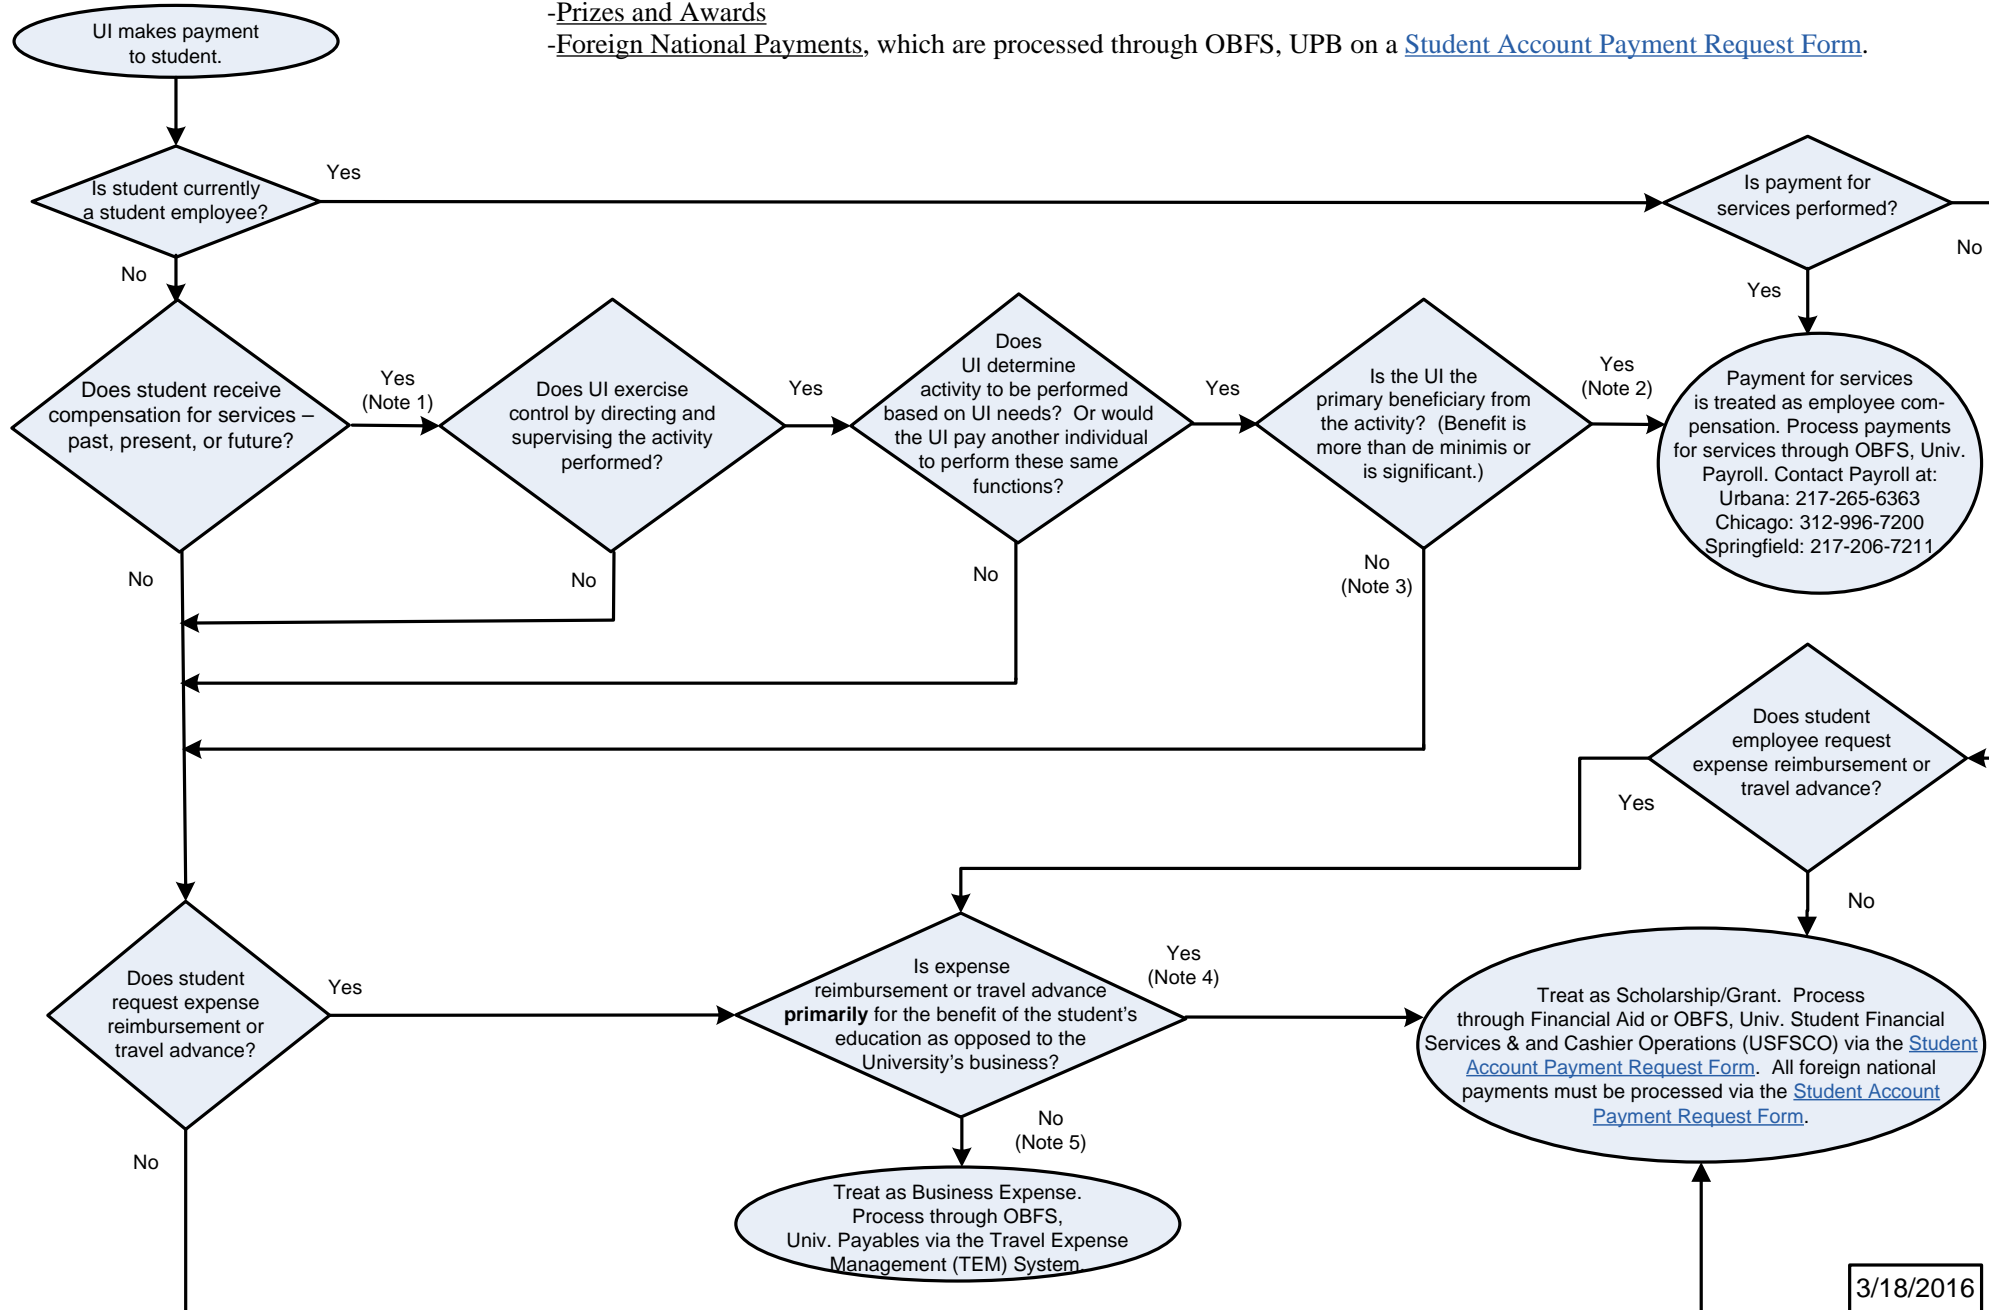 -Prizes and Awards
-Foreign National Payments, which are processed through OBFS, UPB on a Student Account Payment Request Form.
UI makes payment
to student.
Is student currently
a student employee?
Yes
No
Is payment for
services performed?
No
Yes
Does student receive
compensation for services –
past, present, or future?
Yes
(Note 1)
No
Does UI exercise
control by directing and
supervising the activity
performed?
Yes
No
Does
UI determine
activity to be performed
based on UI needs? Or would
the UI pay another individual
to perform these same
functions?
Yes
No
Is the UI the
primary beneficiary from
the activity? (Benefit is
more than de minimis or
is significant.)
Yes
(Note 2)
No
(Note 3)
Payment for services
is treated as employee com-
pensation. Process payments
for services through OBFS, Univ.
Payroll. Contact Payroll at:
Urbana: 217-265-6363
Chicago: 312-996-7200
Springfield: 217-206-7211
Does student
employee request
expense reimbursement or
travel advance?
Yes
No
Does student
request expense
reimbursement or
travel advance?
Yes
No
Is expense
reimbursement or travel advance
primarily for the benefit of the student’s
education as opposed to the
University’s business?
Yes
(Note 4)
No
(Note 5)
Treat as Scholarship/Grant. Process
through Financial Aid or OBFS, Univ. Student Financial
Services & and Cashier Operations (USFSCO) via the Student
Account Payment Request Form. All foreign national
payments must be processed via the Student Account
Payment Request Form.
Treat as Business Expense.
Process through OBFS,
Univ. Payables via the Travel Expense
Management (TEM) System.
3/18/2016